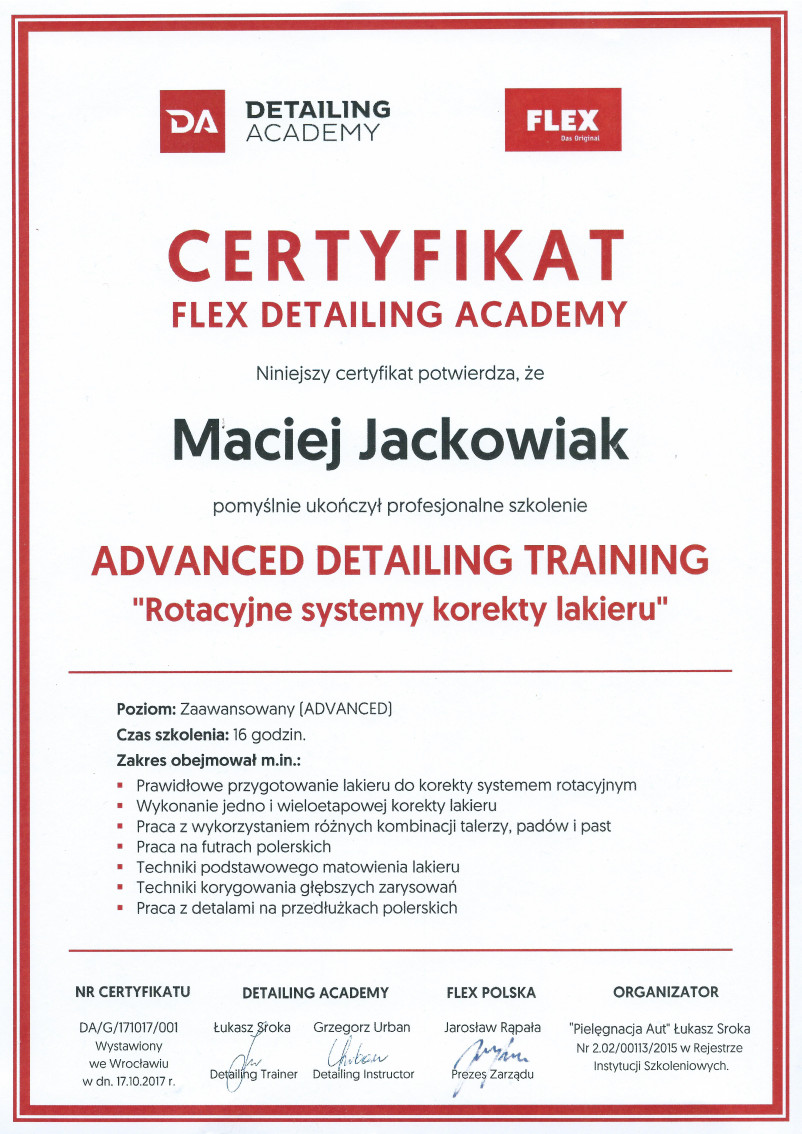 DA DETAILING ACADEMY
FLEX
Das Original
CERTYFIKAT
FLEX DETAILING ACADEMY
Niniejszy certyfikat potwierdza, że
Maciej Jackowiak
pomyślnie ukończył profesjonalne szkolenie
ADVANCED DETAILING TRAINING
"Rotacyjne systemy korekty lakieru"
Poziom: Zaawansowany (ADVANCED)
Czas szkolenia: 16 godzin.
Zakres obejmował m.in.:
▪ Prawidłowe przygotowanie lakieru do korekty systemem rotacyjnym
▪ Wykonanie jedno i wieloetapowej korekty lakieru
▪ Praca z wykorzystaniem różnych kombinacji talerzy, padów i past
▪ Praca na futrach polerskich
▪ Techniki podstawowego matowienia lakieru
▪ Techniki korygowania głębszych zarysowań
▪ Praca z detalami na przedłużkach polerskich
NR CERTYFIKATU
DA/G/171017/001
Wystawiony
we Wrocławiu
w dn. 17.10.2017 r.
DETAILING ACADEMY
Łukasz Sroka
Detailing Trainer
Grzegorz Urban
Detailing Instructor
FLEX POLSKA
Jarosław Rąpała
Prezes Zarządu
ORGANIZATOR
"Pielęgnacja Aut" Łukasz Sroka
Nr 2.02/00113/2015 w Rejestrze
Instytucji Szkoleniowych.